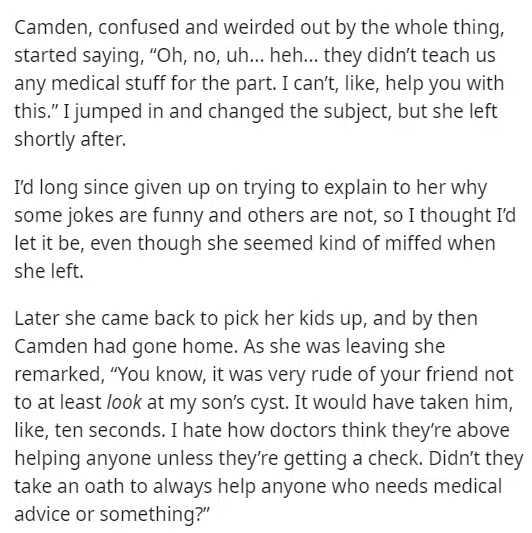 Camden, confused and weirded out by the whole thing,
started saying, “Oh, no, uh... heh... they didn’t teach us
any medical stuff for the part. I can’t, like, help you with
this.” I jumped in and changed the subject, but she left
shortly after.
I’d long since given up on trying to explain to her why
some jokes are funny and others are not, so I thought I’d
let it be, even though she seemed kind of miffed when
she left.
Later she came back to pick her kids up, and by then
Camden had gone home. As she was leaving she
remarked, “You know, it was very rude of your friend not
to at least look at my son’s cyst. It would have taken him,
like, ten seconds. I hate how doctors think they’re above
helping anyone unless they’re getting a check. Didn’t they
take an oath to always help anyone who needs medical
advice or something?”